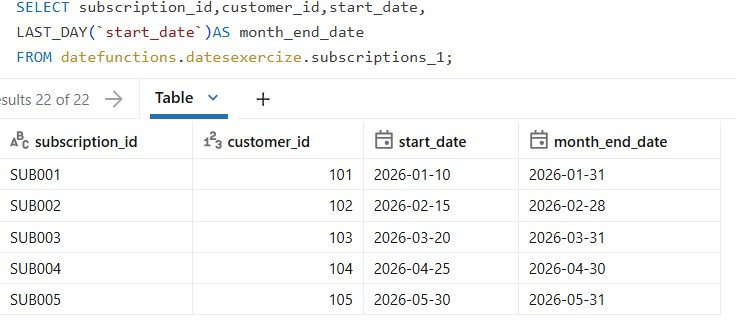 SELECT subscription_id,customer_id,start_date,
LAST_DAY(`start_date`)AS month_end_date
FROM datefunctions.datesexercize.subscriptions_1;
esults 22 of 22 → Table +
ABC subscription_id 123 customer_id start_date month_end_date
SUB001 101 2026-01-10 2026-01-31
SUB002 102 2026-02-15 2026-02-28
SUB003 103 2026-03-20 2026-03-31
SUB004 104 2026-04-25 2026-04-30
SUB005 105 2026-05-30 2026-05-31